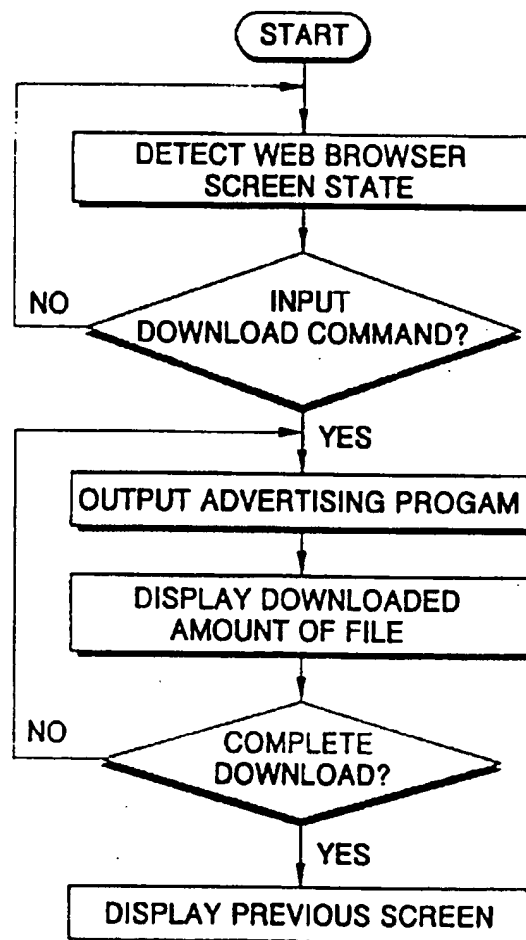 START
DETECT WEB BROWSER
SCREEN STATE
NO
INPUT
DOWNLOAD COMMAND?
YES
OUTPUT ADVERTISING PROGAM
DISPLAY DOWNLOADED
AMOUNT OF FILE
NO
COMPLETE
DOWNLOAD?
YES
DISPLAY PREVIOUS SCREEN